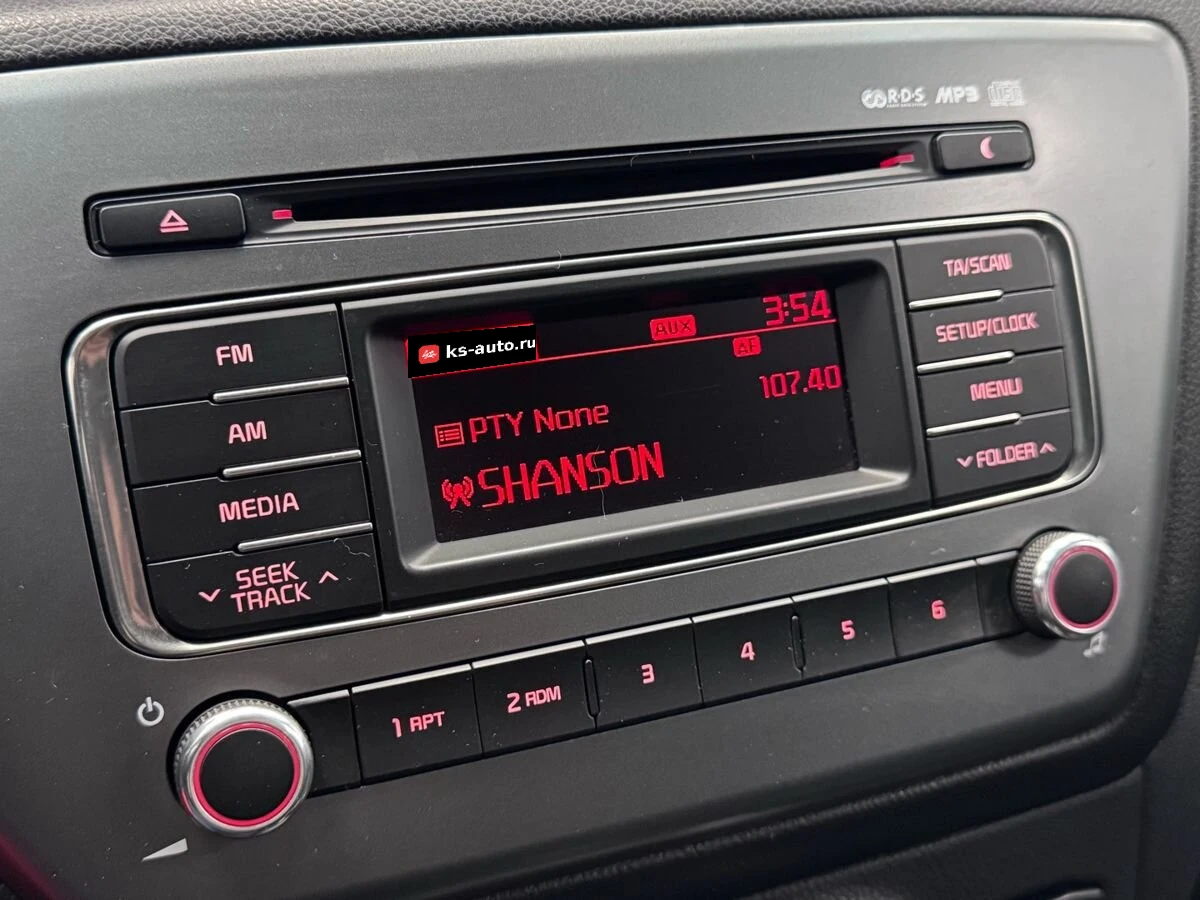 R·D·S MP3 disc
TA/SCAN
SETUP/CLOCK
MENU
FOLDER
FM
AM
MEDIA
SEEK
TRACK
ks-auto.ru
AUX
3:54
AF
107.40
PTY None
SHANSON
1 RPT
2 RDM
3
4
5
6